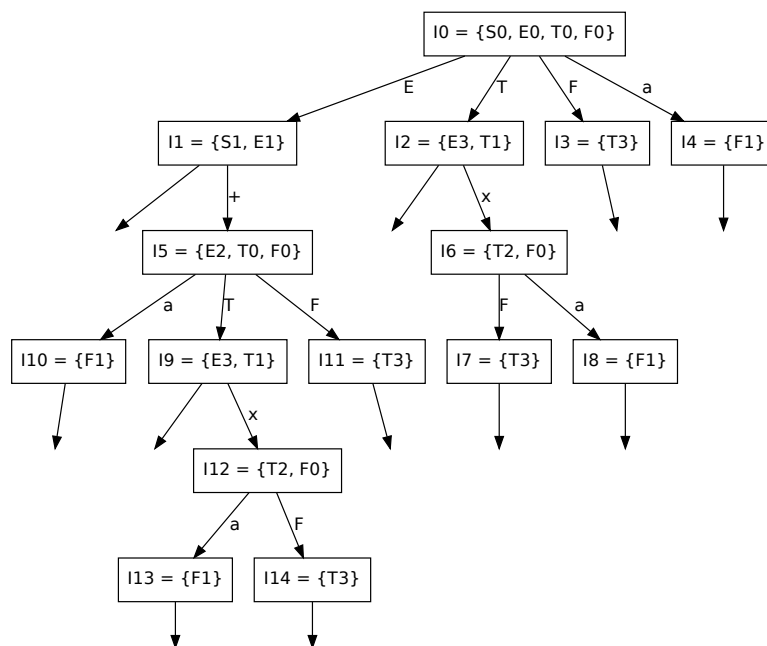 I0 = {S0, E0, T0, F0}
E
T
F
a
I1 = {S1, E1}
I2 = {E3, T1}
I3 = {T3}
I4 = {F1}
+
x
I5 = {E2, T0, F0}
I6 = {T2, F0}
a
T
F
F
a
I10 = {F1}
I9 = {E3, T1}
I11 = {T3}
I7 = {T3}
I8 = {F1}
x
I12 = {T2, F0}
a
F
I13 = {F1}
I14 = {T3}